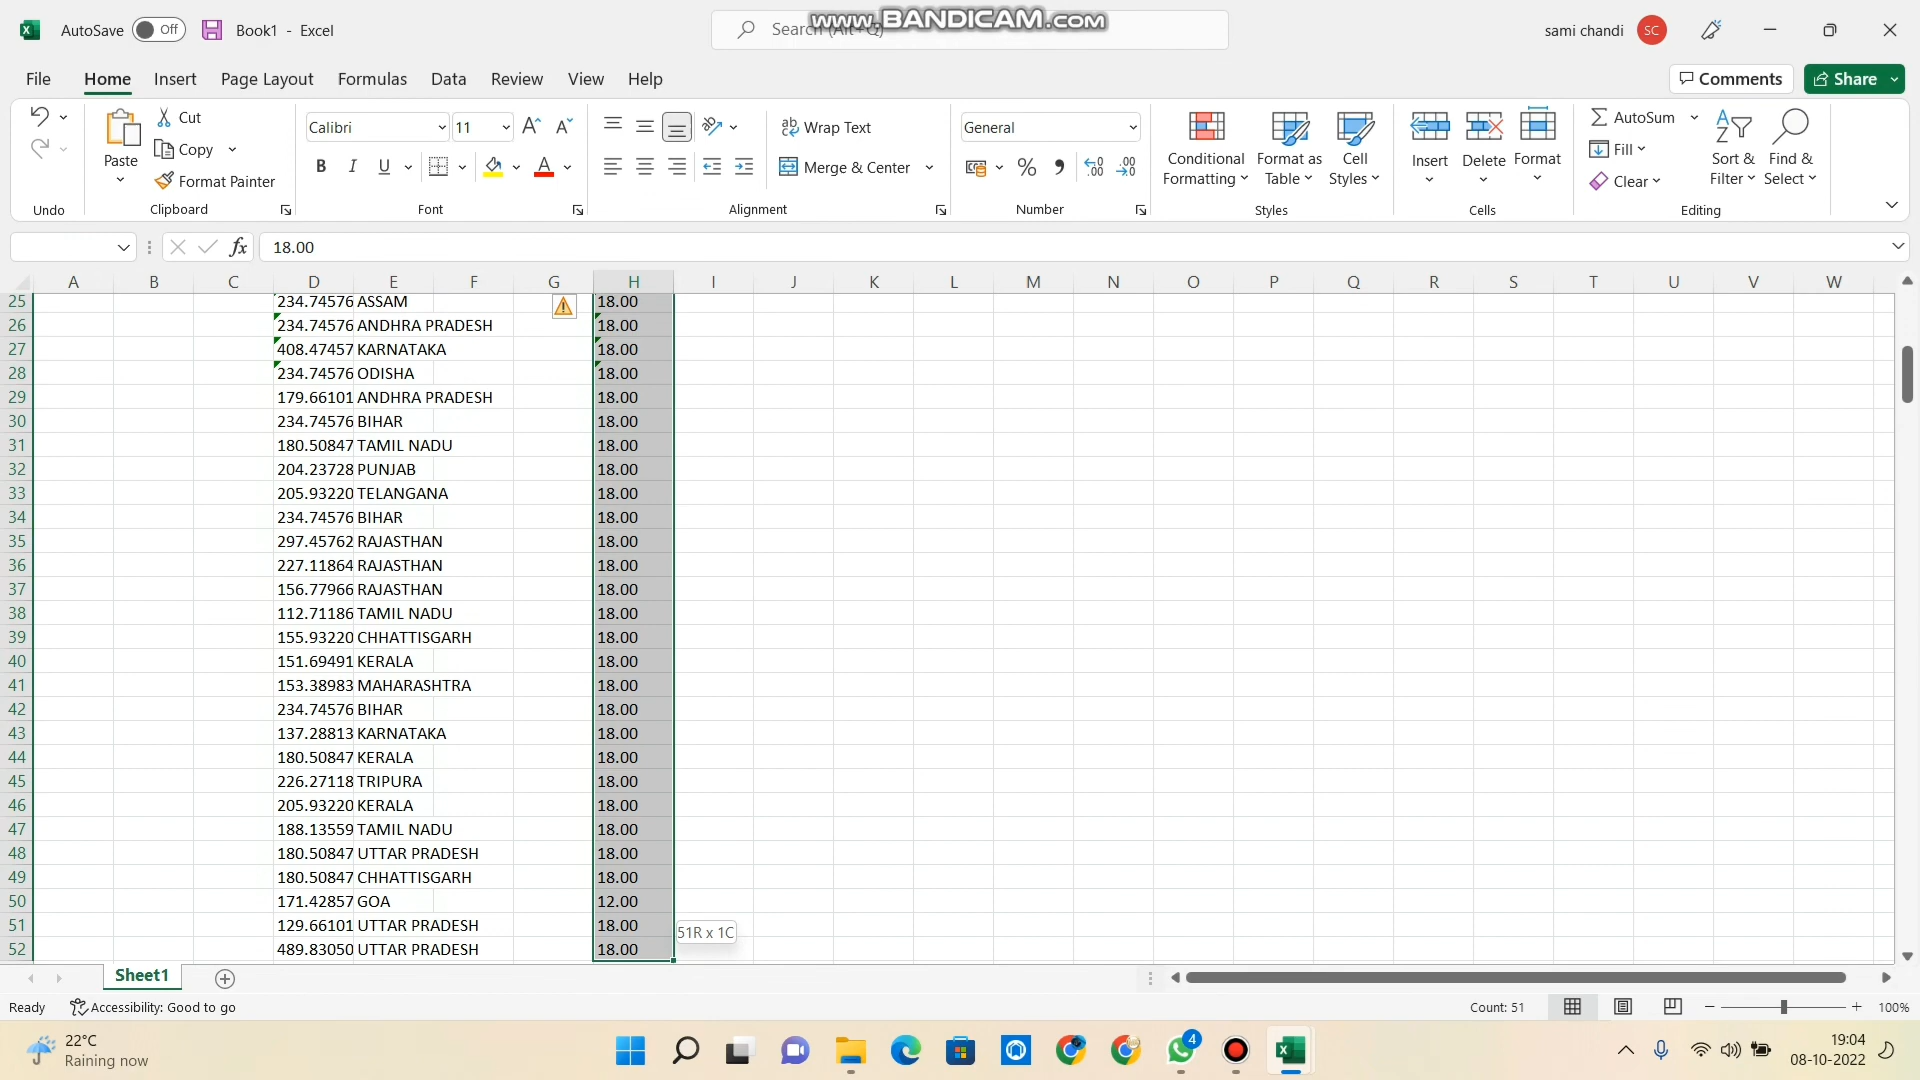 AutoSave Off Book1 - Excel Search (Alt+Q) www.BANDICAM.com sami chandi SC
File Home Insert Page Layout Formulas Data Review View Help Comments Share
Cut
Copy
Format Painter
Paste
Undo
Clipboard
Calibri 11
B I U A
Font
Wrap Text
Merge & Center
Alignment
General
Number
Conditional Formatting
Format as Table
Cell Styles
Styles
Insert
Delete
Format
Cells
AutoSum
Fill
Clear
Sort & Filter
Find & Select
Editing
fx 18.00
A B C D E F G H I J K L M N O P Q R S T U V W
25 234.74576 ASSAM 18.00
26 234.74576 ANDHRA PRADESH 18.00
27 408.47457 KARNATAKA 18.00
28 234.74576 ODISHA 18.00
29 179.66101 ANDHRA PRADESH 18.00
30 234.74576 BIHAR 18.00
31 180.50847 TAMIL NADU 18.00
32 204.23728 PUNJAB 18.00
33 205.93220 TELANGANA 18.00
34 234.74576 BIHAR 18.00
35 297.45762 RAJASTHAN 18.00
36 227.11864 RAJASTHAN 18.00
37 156.77966 RAJASTHAN 18.00
38 112.71186 TAMIL NADU 18.00
39 155.93220 CHHATTISGARH 18.00
40 151.69491 KERALA 18.00
41 153.38983 MAHARASHTRA 18.00
42 234.74576 BIHAR 18.00
43 137.28813 KARNATAKA 18.00
44 180.50847 KERALA 18.00
45 226.27118 TRIPURA 18.00
46 205.93220 KERALA 18.00
47 188.13559 TAMIL NADU 18.00
48 180.50847 UTTAR PRADESH 18.00
49 180.50847 CHHATTISGARH 18.00
50 171.42857 GOA 12.00
51 129.66101 UTTAR PRADESH 18.00 51R x 1C
52 489.83050 UTTAR PRADESH 18.00
Sheet1
Ready Accessibility: Good to go Count: 51 100%
22°C
Raining now
4
19:04
08-10-2022